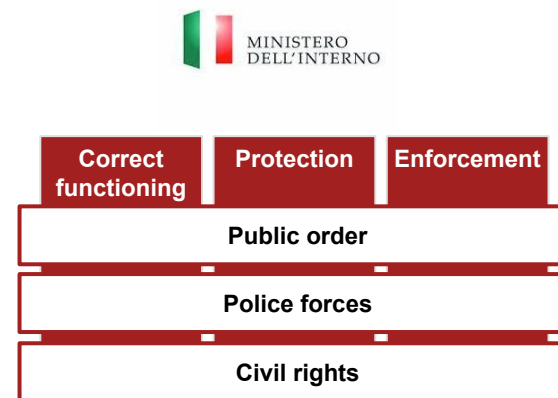 MINISTERO
DELL'INTERNO
Correct
functioning
Protection
Enforcement
Public order
Police forces
Civil rights